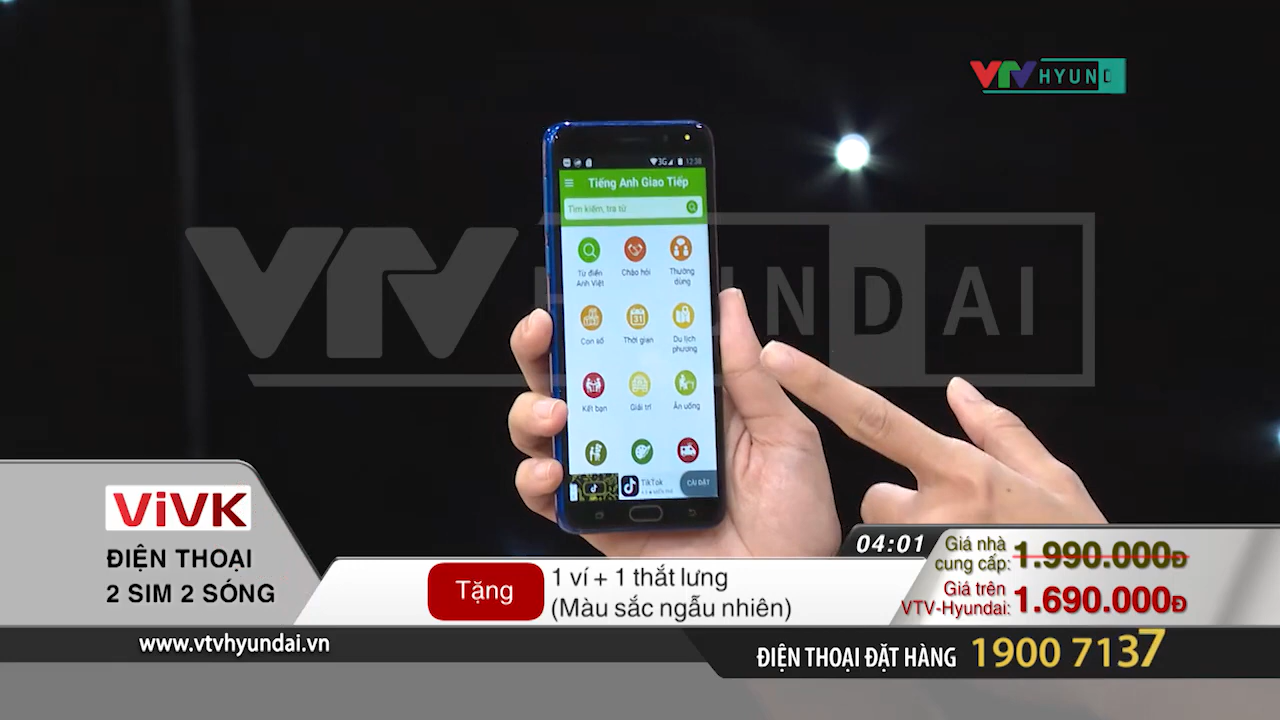 VTV HYUND
3G 12:38
Tiếng Anh Giao Tiếp
Tìm kiếm, tra từ
Từ điển Chào hỏi Thường
Anh Việt dùng
31
Con số Thời gian Du lịch
phương
Kết bạn Giải trí Ăn uống
TikTok
CÀI ĐẶT
VTV HYUNDAI
ViVK
ĐIỆN THOẠI
2 SIM 2 SÓNG
Tặng
1 ví + 1 thắt lưng
(Màu sắc ngẫu nhiên)
04:01
Giá nhà
cung cấp: 1.990.000Đ
Giá trên
VTV-Hyundai: 1.690.000Đ
www.vtvhyundai.vn
ĐIỆN THOẠI ĐẶT HÀNG 1900 7137